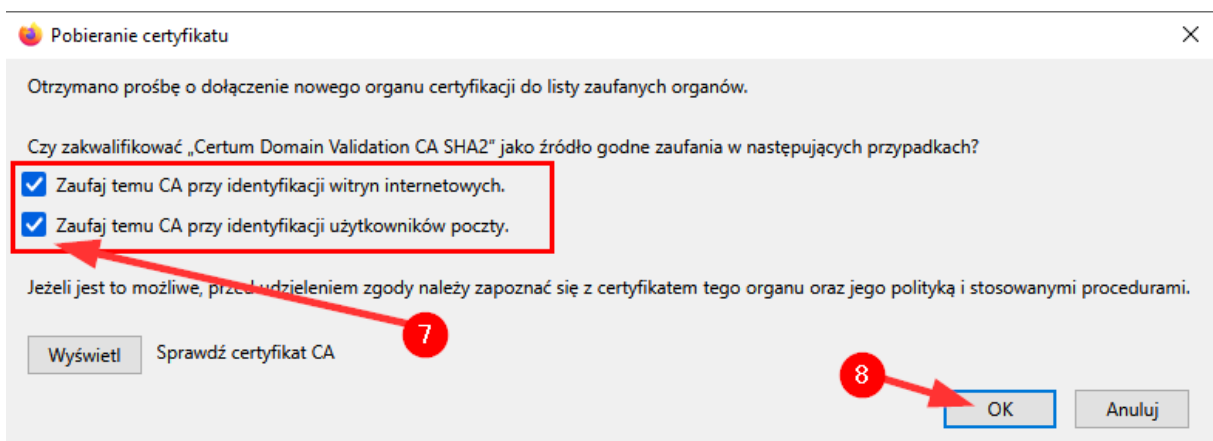 Pobieranie certyfikatu
Otrzymano prośbę o dołączenie nowego organu certyfikacji do listy zaufanych organów.
Czy zakwalifikować „Certum Domain Validation CA SHA2” jako źródło godne zaufania w następujących przypadkach?
Zaufaj temu CA przy identyfikacji witryn internetowych.
Zaufaj temu CA przy identyfikacji użytkowników poczty.
Jeżeli jest to możliwe, przed udzieleniem zgody należy zapoznać się z certyfikatem tego organu oraz jego polityką i stosowanymi procedurami.
7
Wyświetl Sprawdź certyfikat CA
8
OK Anuluj